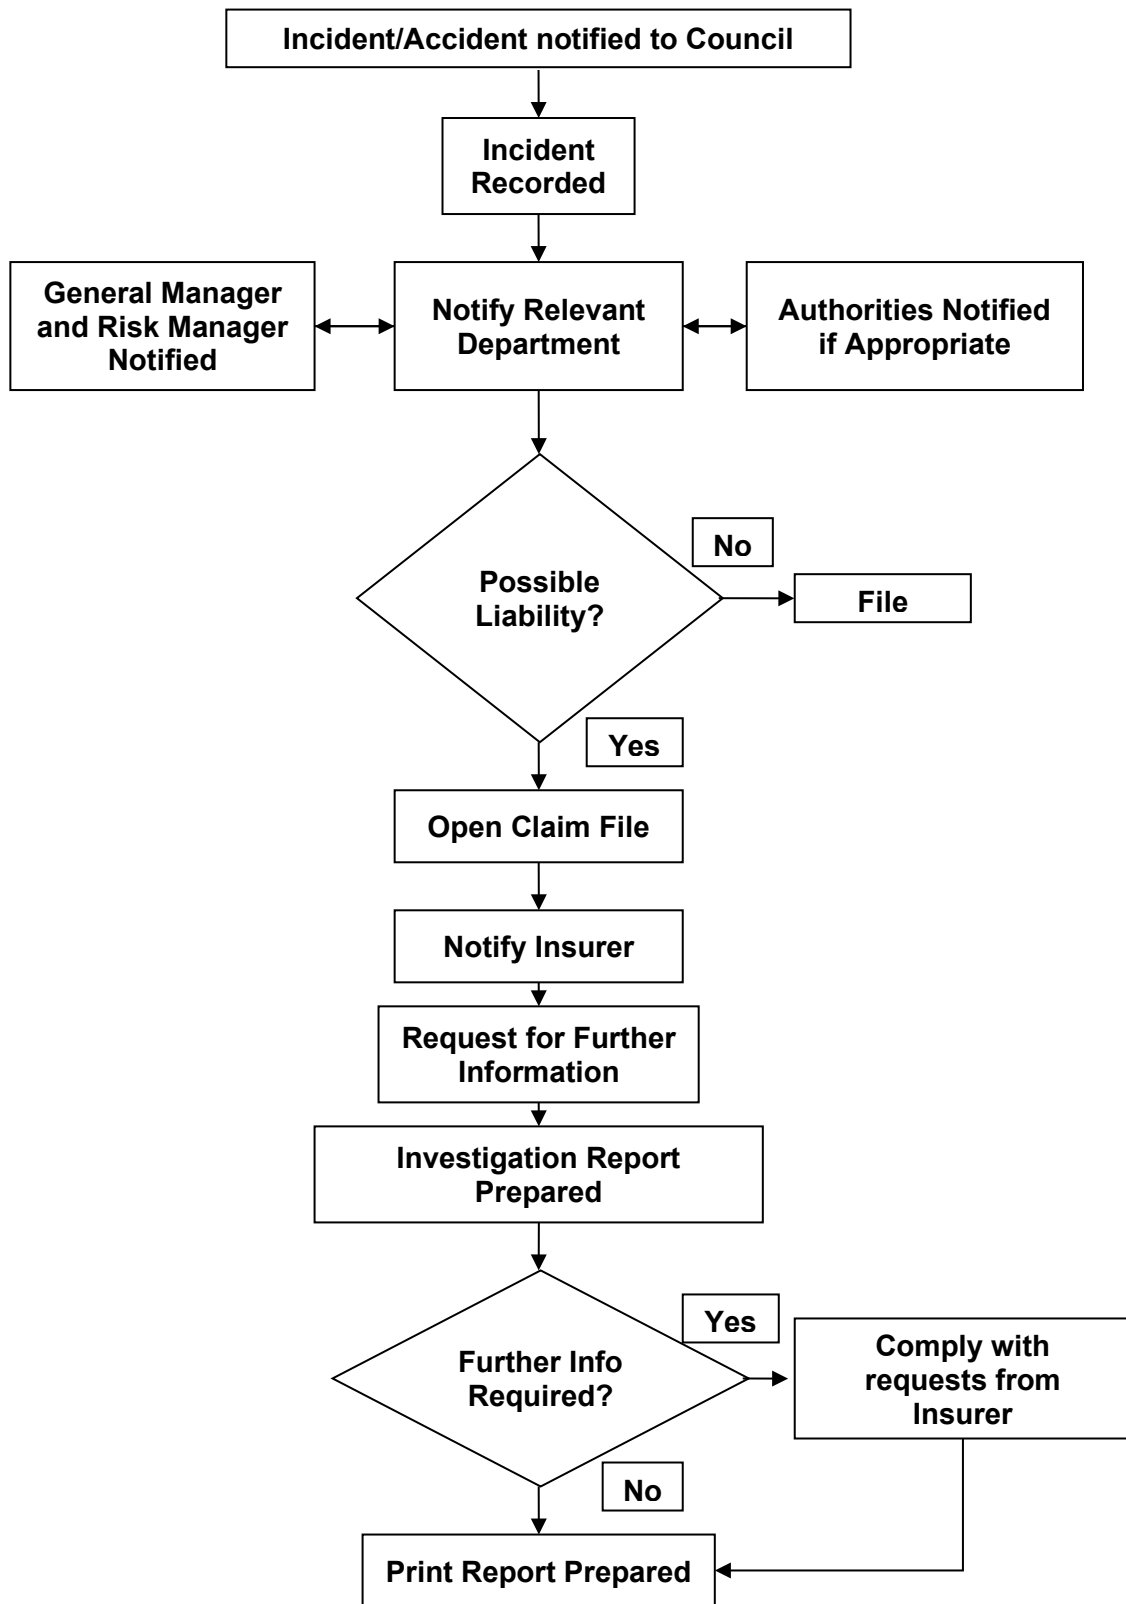 Incident/Accident notified to Council
Incident
Recorded
General Manager
and Risk Manager
Notified
Notify Relevant
Department
Authorities Notified
if Appropriate
No
Possible
Liability?
File
Yes
Open Claim File
Notify Insurer
Request for Further
Information
Investigation Report
Prepared
Yes
Further Info
Required?
Comply with
requests from
Insurer
No
Print Report Prepared